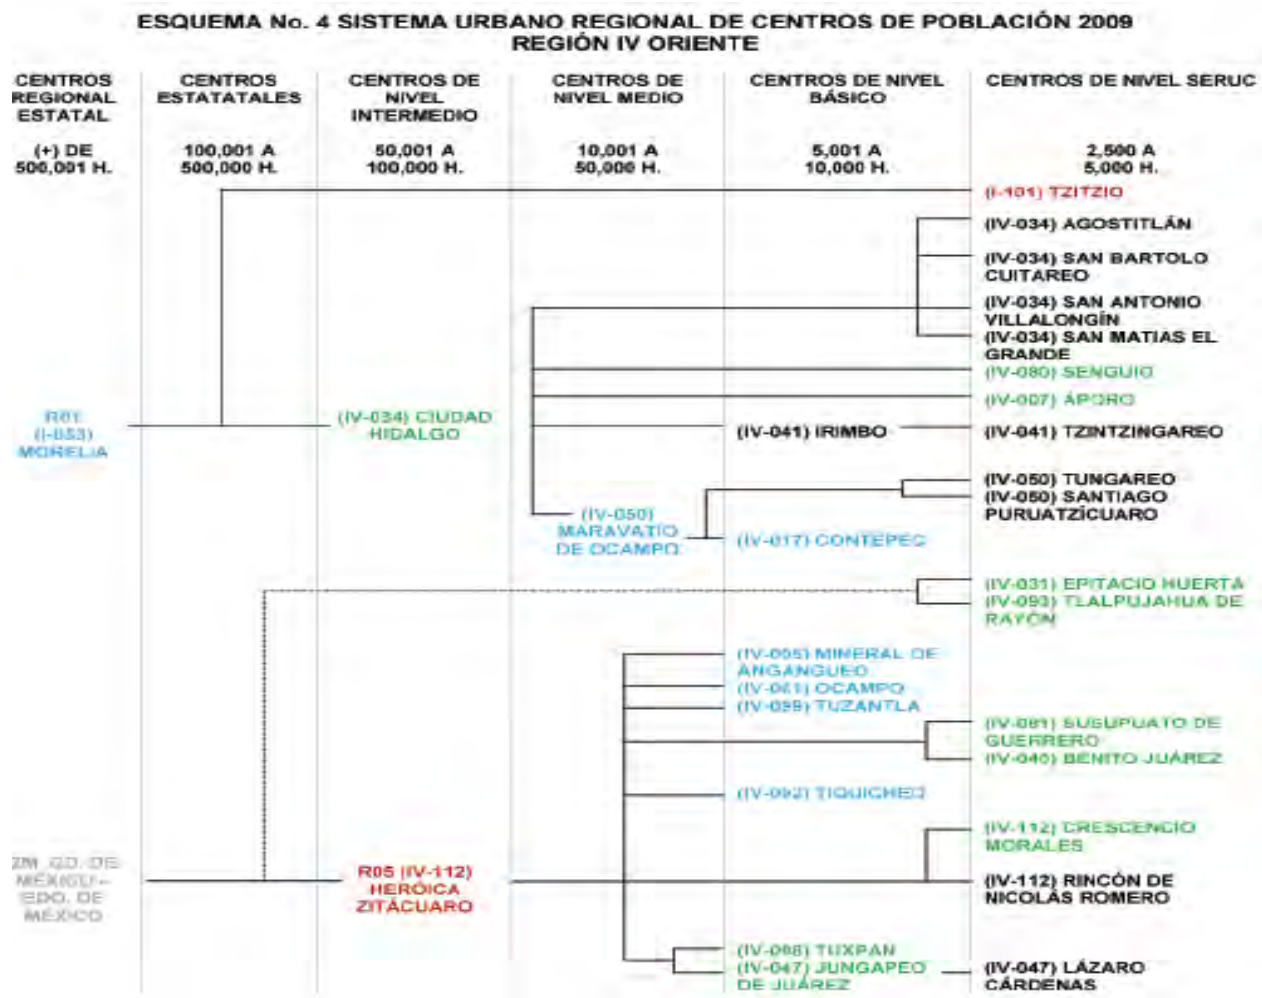 ESQUEMA No. 4 SISTEMA URBANO REGIONAL DE CENTROS DE POBLACIÓN 2009
REGIÓN IV ORIENTE
CENTROS
REGIONAL
ESTATAL
(+) DE
500,001 H.
CENTROS
ESTATATALES
100,001 A
500,000 H.
CENTROS DE
NIVEL
INTERMEDIO
50,001 A
100,000 H.
CENTROS DE
NIVEL MEDIO
10,001 A
50,000 H.
CENTROS DE NIVEL
BÁSICO
5,001 A
10,000 H.
CENTROS DE NIVEL SERUC
2,500 A
5,000 H.
(I-101) TZITZIO
(IV-034) AGOSTITLÁN
(IV-034) SAN BARTOLO
CUITAREO
(IV-034) SAN ANTONIO
VILLALONGÍN
(IV-034) SAN MATIAS EL
GRANDE
(IV-080) SENGUIO
(IV-007) ÁPORO
R01
(I-053)
MORELIA
(IV-034) CIUDAD
HIDALGO
(IV-041) IRIMBO
(IV-041) TZINTZINGAREO
(IV-050) TUNGAREO
(IV-050) SANTIAGO
PURUATZÍCUARO
(IV-050)
MARAVATÍO
DE OCAMPO
(IV-017) CONTEPEC
(IV-031) EPITACIO HUERTA
(IV-093) TLALPUJAHUA DE
RAYÓN
(IV-005) MINERAL DE
ANGANGUEO
(IV-061) OCAMPO
(IV-099) TUZANTLA
(IV-081) SUSUPUATO DE
GUERRERO
(IV-046) BENITO JUÁREZ
(IV-092) TIQUICHEO
(IV-112) CRESCENCIO
MORALES
ZM. CD. DE
MÉXICO-
EDO. DE
MÉXICO
R05 (IV-112)
HERÓICA
ZITÁCUARO
(IV-112) RINCÓN DE
NICOLÁS ROMERO
(IV-098) TUXPAN
(IV-047) JUNGAPEO
DE JUÁREZ
(IV-047) LÁZARO
CÁRDENAS